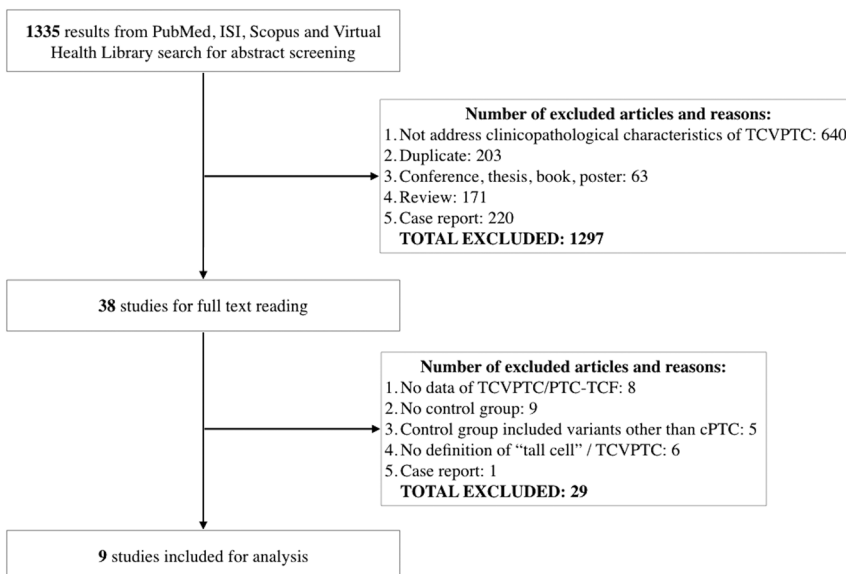 1335 results from PubMed, ISI, Scopus and Virtual
Health Library search for abstract screening
Number of excluded articles and reasons:
1. Not address clinicopathological characteristics of TCVPTC: 640
2. Duplicate: 203
3. Conference, thesis, book, poster: 63
4. Review: 171
5. Case report: 220
TOTAL EXCLUDED: 1297
38 studies for full text reading
Number of excluded articles and reasons:
1. No data of TCVPTC/PTC-TCF: 8
2. No control group: 9
3. Control group included variants other than cPTC: 5
4. No definition of “tall cell” / TCVPTC: 6
5. Case report: 1
TOTAL EXCLUDED: 29
9 studies included for analysis